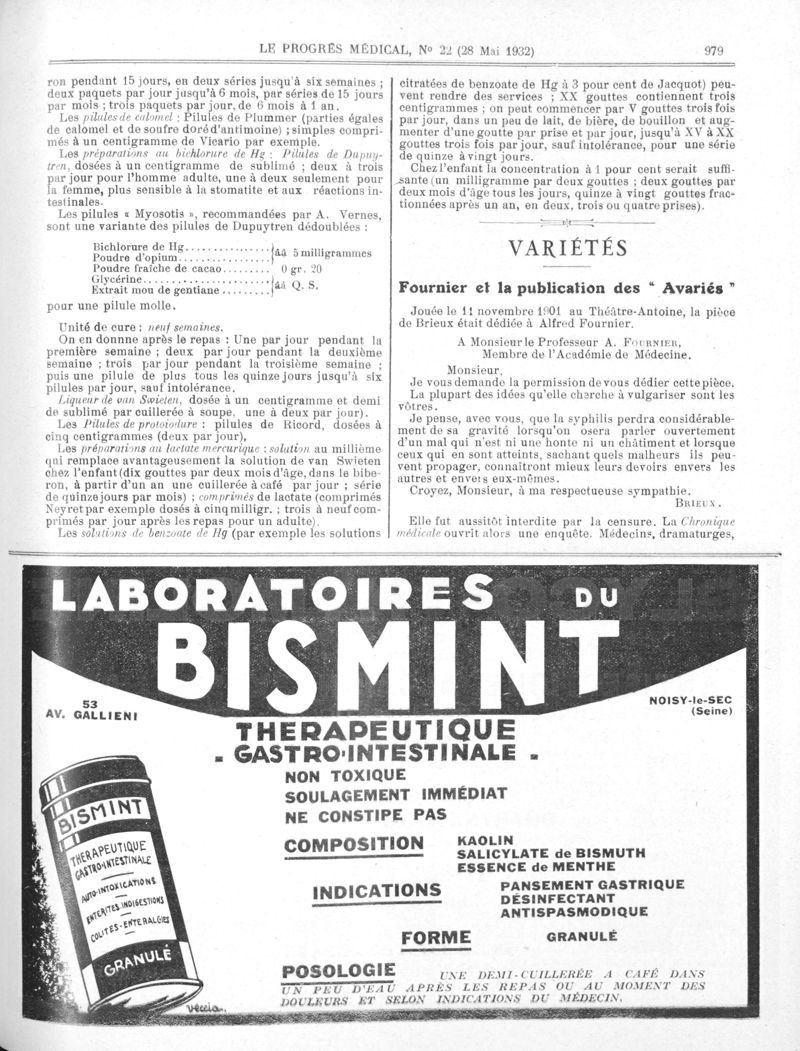 LE PROGRÈS MÉDICAL, No 22 (28 Mai 1932)
979
ron pendant 15 jours, en deux séries jusqu'à six semaines ;
deux paquets par jour jusqu'à 6 mois, par séries de 15 jours
par mois ; trois paquets par jour, de 6 mois à 1 an.
Les pilules de calomel : Pilules de Plummer (parties égales
de calomel et de soufre doré d'antimoine) ; simples compri-
més à un centigramme de Vicario par exemple.
Les préparations au bichlorure de Hg : Pilules de Dupuy-
tren, dosées à un centigramme de sublimé ; deux à trois
par jour pour l'homme adulte, une à deux seulement pour
la femme, plus sensible à la stomatite et aux réactions in-
testinales.
Les pilules « Myosotis », recommandées par A. Vernes,
sont une variante des pilules de Dupuytren dédoublées :
Bichlorure de Hg............... } ââ 5 milligrammes
Poudre d'opium..................
Poudre fraîche de cacao......... 0 gr. 20
Glycérine....................... } ââ Q. S.
Extrait mou de gentiane.........
pour une pilule molle.
Unité de cure : neuf semaines.
On en donnne après le repas : Une par jour pendant la
première semaine ; deux par jour pendant la deuxième
semaine ; trois par jour pendant la troisième semaine ;
puis une pilule de plus tous les quinze jours jusqu'à six
pilules par jour, sauf intolérance.
Liqueur de van Swieten, dosée à un centigramme et demi
de sublimé par cuillerée à soupe, une à deux par jour).
Les Pilules de protoiodure : pilules de Ricord, dosées à
cinq centigrammes (deux par jour),
Les préparations au lactate mercurique : solution au millième
qui remplace avantageusement la solution de van Swieten
chez l'enfant (dix gouttes par deux mois d'âge, dans le bibe-
ron, à partir d'un an une cuillerée à café par jour ; série
de quinze jours par mois) ; comprimés de lactate (comprimés
Neyret par exemple dosés à cinq milligr. ; trois à neuf com-
primés par jour après les repas pour un adulte).
Les solutions de benzoate de Hg (par exemple les solutions
citratées de benzoate de Hg à 3 pour cent de Jacquot) peu-
vent rendre des services ; XX gouttes contiennent trois
centigrammes ; on peut commencer par V gouttes trois fois
par jour, dans un peu de lait, de bière, de bouillon et aug-
menter d'une goutte par prise et par jour, jusqu'à XV à XX
gouttes trois fois par jour, sauf intolérance, pour une série
de quinze à vingt jours.
Chez l'enfant la concentration à 1 pour cent serait suffi-
sante (un milligramme par deux gouttes ; deux gouttes par
deux mois d'âge tous les jours, quinze à vingt gouttes frac-
tionnées après un an, en deux, trois ou quatre prises).
VARIÉTÉS
Fournier et la publication des “ Avariés ”
Jouée le 11 novembre 1901 au Théâtre-Antoine, la pièce
de Brieux était dédiée à Alfred Fournier.
A Monsieur le Professeur A. FOURNIER,
Membre de l'Académie de Médecine.
Monsieur,
Je vous demande la permission de vous dédier cette pièce.
La plupart des idées qu'elle cherche à vulgariser sont les
vôtres.
Je pense, avec vous, que la syphilis perdra considérable-
ment de sa gravité lorsqu'on osera parler ouvertement
d'un mal qui n'est ni une honte ni un châtiment et lorsque
ceux qui en sont atteints, sachant quels malheurs ils peu-
vent propager, connaîtront mieux leurs devoirs envers les
autres et envers eux-mêmes.
Croyez, Monsieur, à ma respectueuse sympathie.
BRIEUX.
Elle fut aussitôt interdite par la censure. La Chronique
médicale ouvrit alors une enquête. Médecins, dramaturges,
LABORATOIRES DU
BISMINT
53
AV. GALLIENI
NOISY-le-SEC
(Seine)
THERAPEUTIQUE
- GASTRO-INTESTINALE -
NON TOXIQUE
SOULAGEMENT IMMÉDIAT
NE CONSTIPE PAS
COMPOSITION
KAOLIN
SALICYLATE de BISMUTH
ESSENCE de MENTHE
INDICATIONS
PANSEMENT GASTRIQUE
DÉSINFECTANT
ANTISPASMODIQUE
FORME
GRANULÉ
POSOLOGIE UNE DEMI-CUILLERÉE A CAFÉ DANS
UN PEU D'EAU APRÈS LES REPAS OU AU MOMENT DES
DOULEURS ET SELON INDICATIONS DU MÉDECIN.
BISMINT
THERAPEUTIQUE
GASTRO-INTESTINALE
AUTO-INTOXICATIONS
ENTERITES INDIGESTIONS
COLITES-ENTERALGIES
GRANULÉ